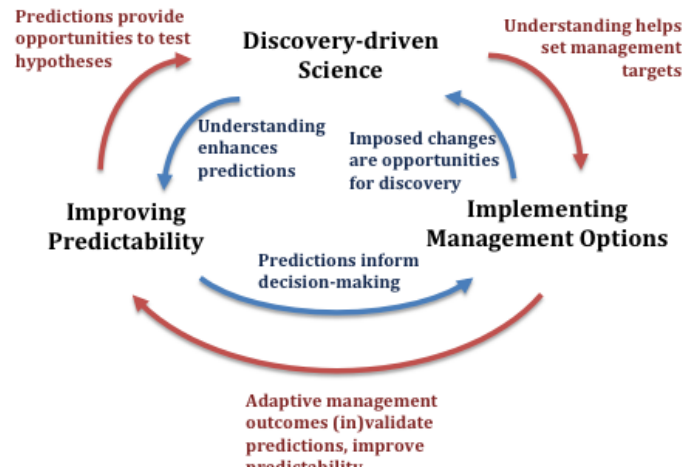 Predictions provide
opportunities to test
hypotheses
Discovery-driven
Science
Understanding helps
set management
targets
Understanding
enhances
predictions
Imposed changes
are opportunities
for discovery
Improving
Predictability
Implementing
Management Options
Predictions inform
decision-making
Adaptive management
outcomes (in)validate
predictions, improve
predictability